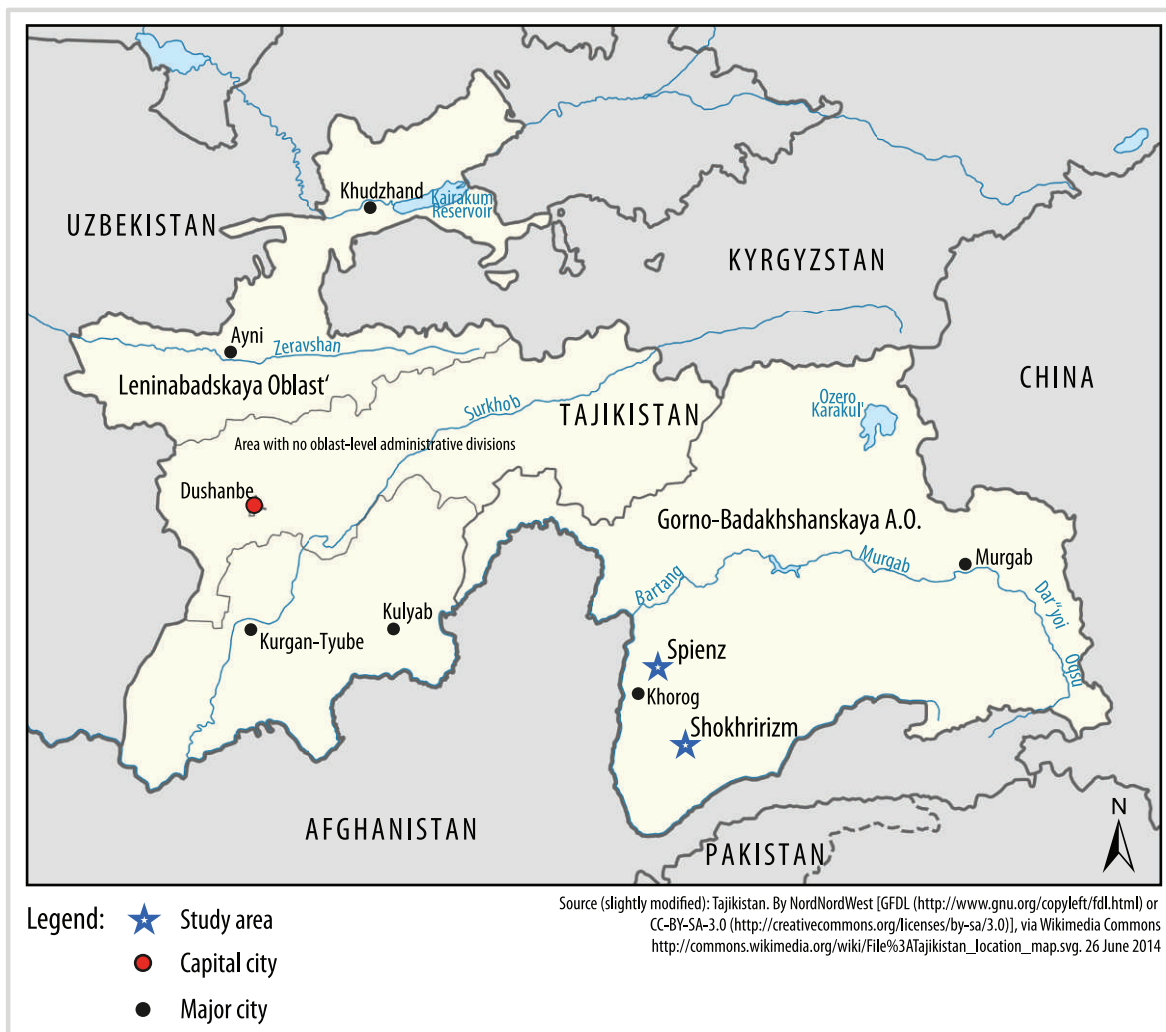 Khudzhand
Kairakum
Reservoir
UZBEKISTAN
KYRGYZSTAN
Ayni
Zeravshan
CHINA
Leninabadskaya Oblast‘
Ozero
Karakul'
Surkhob
TAJIKISTAN
Area with no oblast-level administrative divisions
Dushanbe
Gorno-Badakhshanskaya A.O.
Murgab
Murgab
Bartang
Dar"yoi
Oqsu
Kulyab
Kurgan-Tyube
Spienz
Khorog
Shokhririzm
N
AFGHANISTAN
PAKISTAN
Legend:
Study area
Capital city
Major city
Source (slightly modified): Tajikistan. By NordNordWest [GFDL (http://www.gnu.org/copyleft/fdl.html) or
CC-BY-SA-3.0 (http://creativecommons.org/licenses/by-sa/3.0)], via Wikimedia Commons
http://commons.wikimedia.org/wiki/File%3ATajikistan_location_map.svg. 26 June 2014